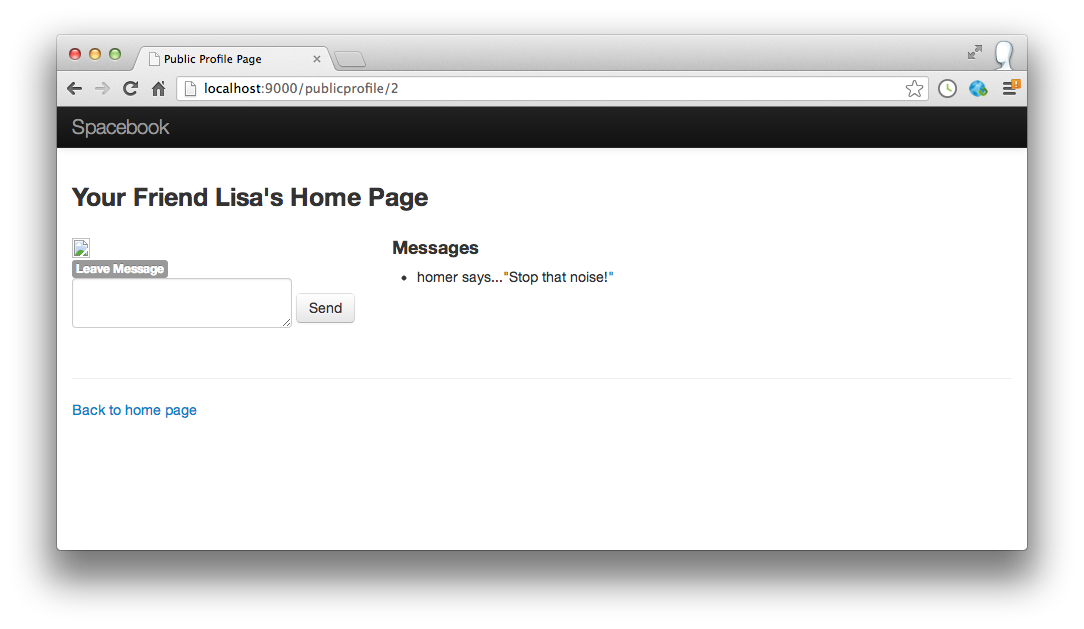 Public Profile Page
localhost:9000/publicprofile/2
Spacebook
Your Friend Lisa's Home Page
Leave Message
Send
Messages
• homer says..."Stop that noise!"
Back to home page